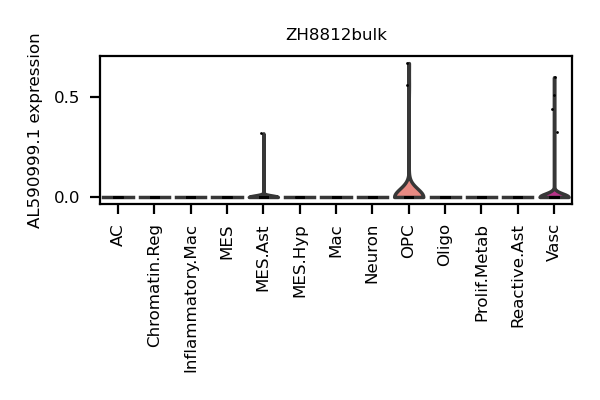 ZH8812bulk
AL590999.1 expression
0.5
0.0
AC
Chromatin.Reg
Inflammatory.Mac
MES
MES.Ast
MES.Hyp
Mac
Neuron
OPC
Oligo
Prolif.Metab
Reactive.Ast
Vasc